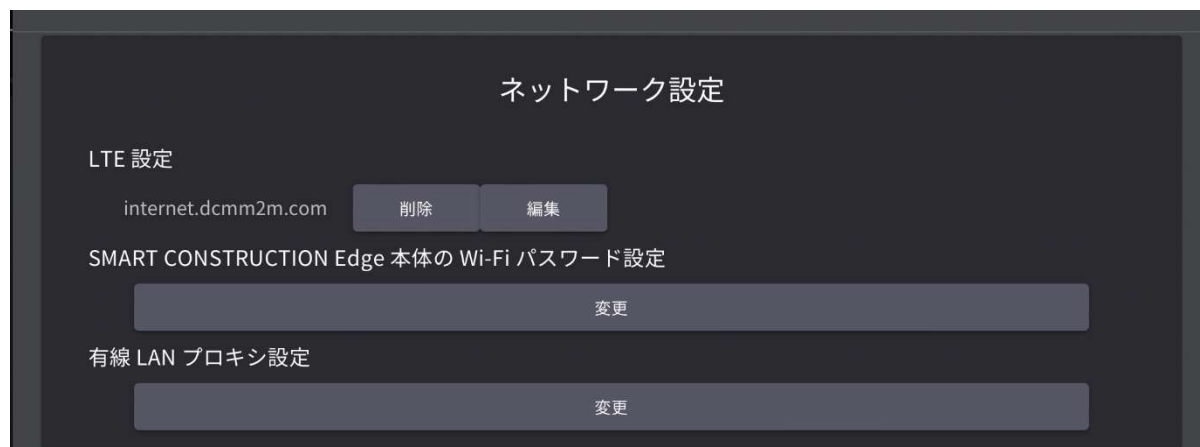 ネットワーク設定
LTE 設定
internet.dcmm2m.com 削除 編集
SMART CONSTRUCTION Edge 本体の Wi-Fi パスワード設定
変更
有線 LAN プロキシ設定
変更